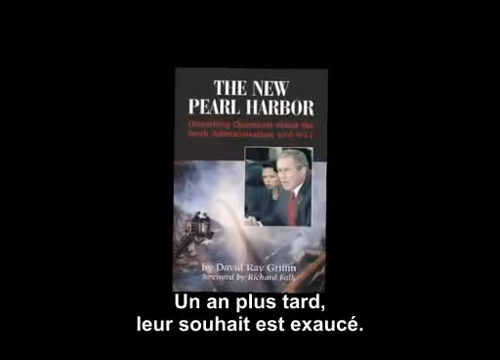 THE NEW
PEARL HARBOR
Disturbing Questions about the
Bush Administration and 9/11
by David Ray Griffin
foreword by Richard Falk
Un an plus tard,
leur souhait est exaucé.